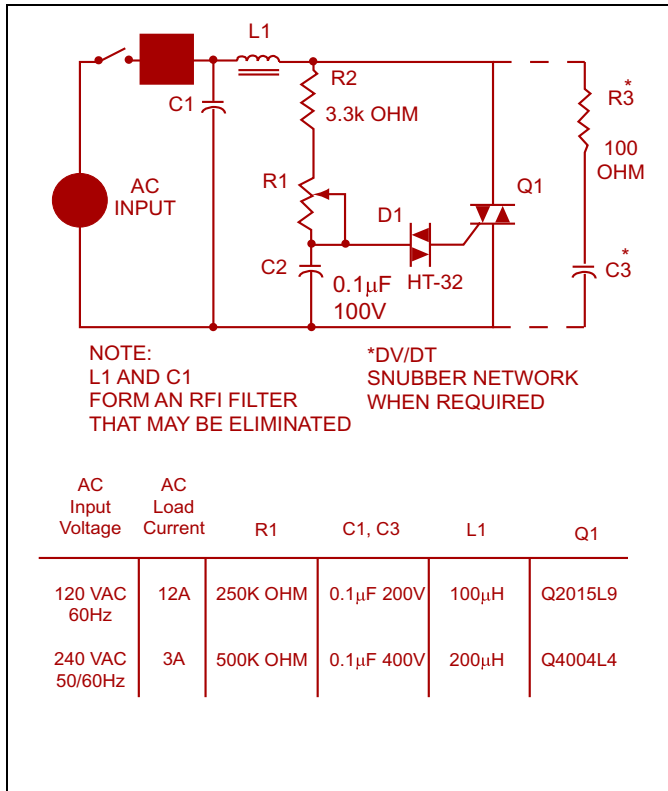 L1
C1
R2
3.3k OHM
R3*
100
OHM
R1
AC
INPUT
D1
Q1
C2
0.1μF
100V
HT-32
C3*
NOTE:
L1 AND C1
FORM AN RFI FILTER
THAT MAY BE ELIMINATED
*DV/DT
SNUBBER NETWORK
WHEN REQUIRED
AC
Input
Voltage
AC
Load
Current
R1
C1, C3
L1
Q1
120 VAC
60Hz
12A
250K OHM
0.1μF 200V
100μH
Q2015L9
240 VAC
50/60Hz
3A
500K OHM
0.1μF 400V
200μH
Q4004L4